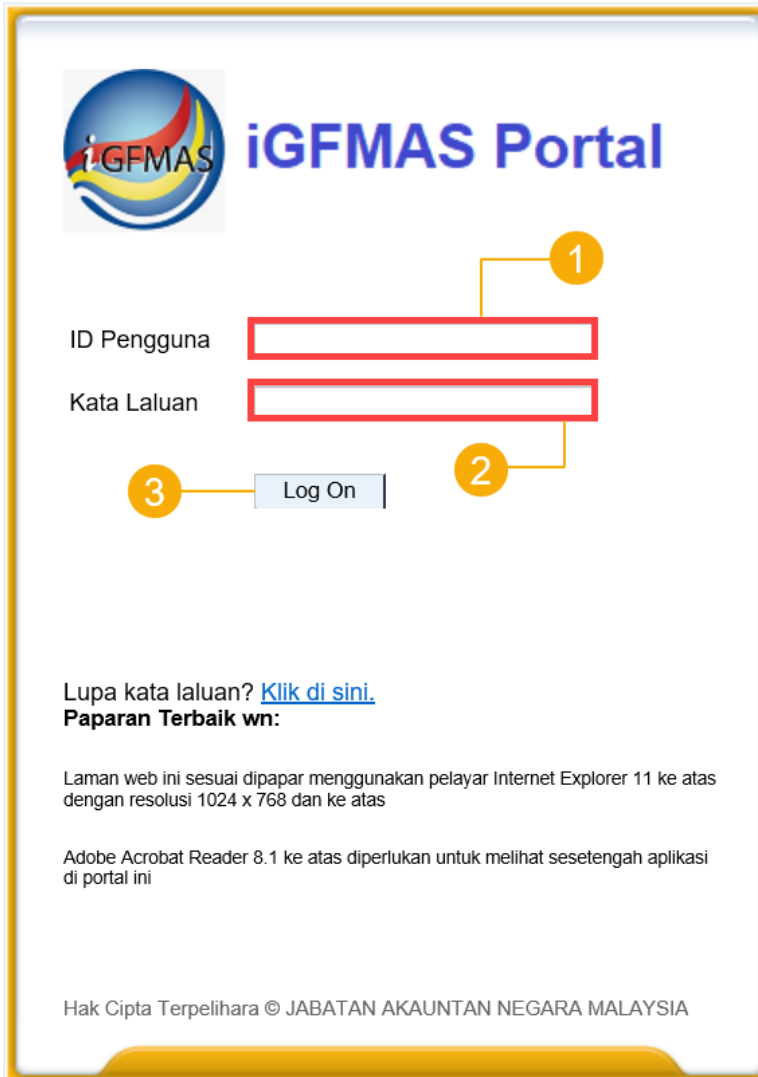 iGFMAS
iGFMAS Portal
1
ID Pengguna
Kata Laluan
2
3
Log On
Lupa kata laluan? Klik di sini.
Paparan Terbaik wn:
Laman web ini sesuai dipapar menggunakan pelayar Internet Explorer 11 ke atas
dengan resolusi 1024 x 768 dan ke atas
Adobe Acrobat Reader 8.1 ke atas diperlukan untuk melihat sesetengah aplikasi
di portal ini
Hak Cipta Terpelihara © JABATAN AKAUNTAN NEGARA MALAYSIA